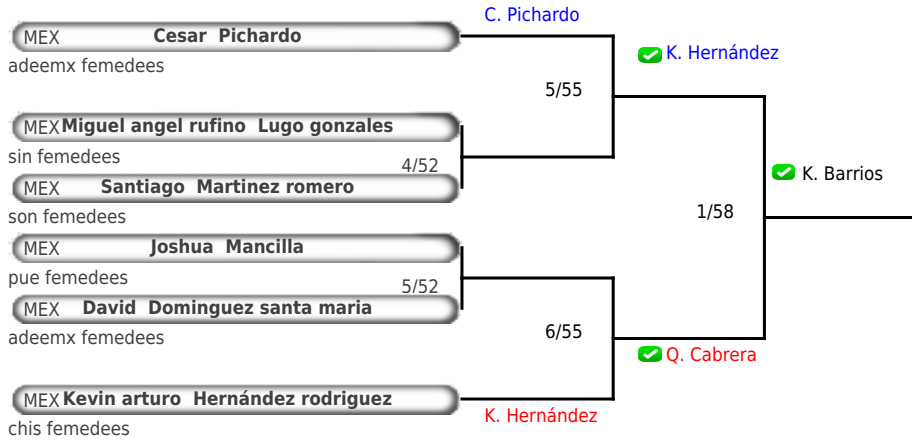 C. Pichardo
MEX Cesar Pichardo
K. Hernández
adeemx femedees
5/55
MEX Miguel angel rufino Lugo gonzales
sin femedees
4/52
K. Barrios
MEX Santiago Martinez romero
1/58
son femedees
MEX Joshua Mancilla
pue femedees
5/52
MEX David Dominguez santa maria
6/55
adeemx femedees
Q. Cabrera
MEX Kevin arturo Hernández rodriguez
K. Hernández
chis femedees